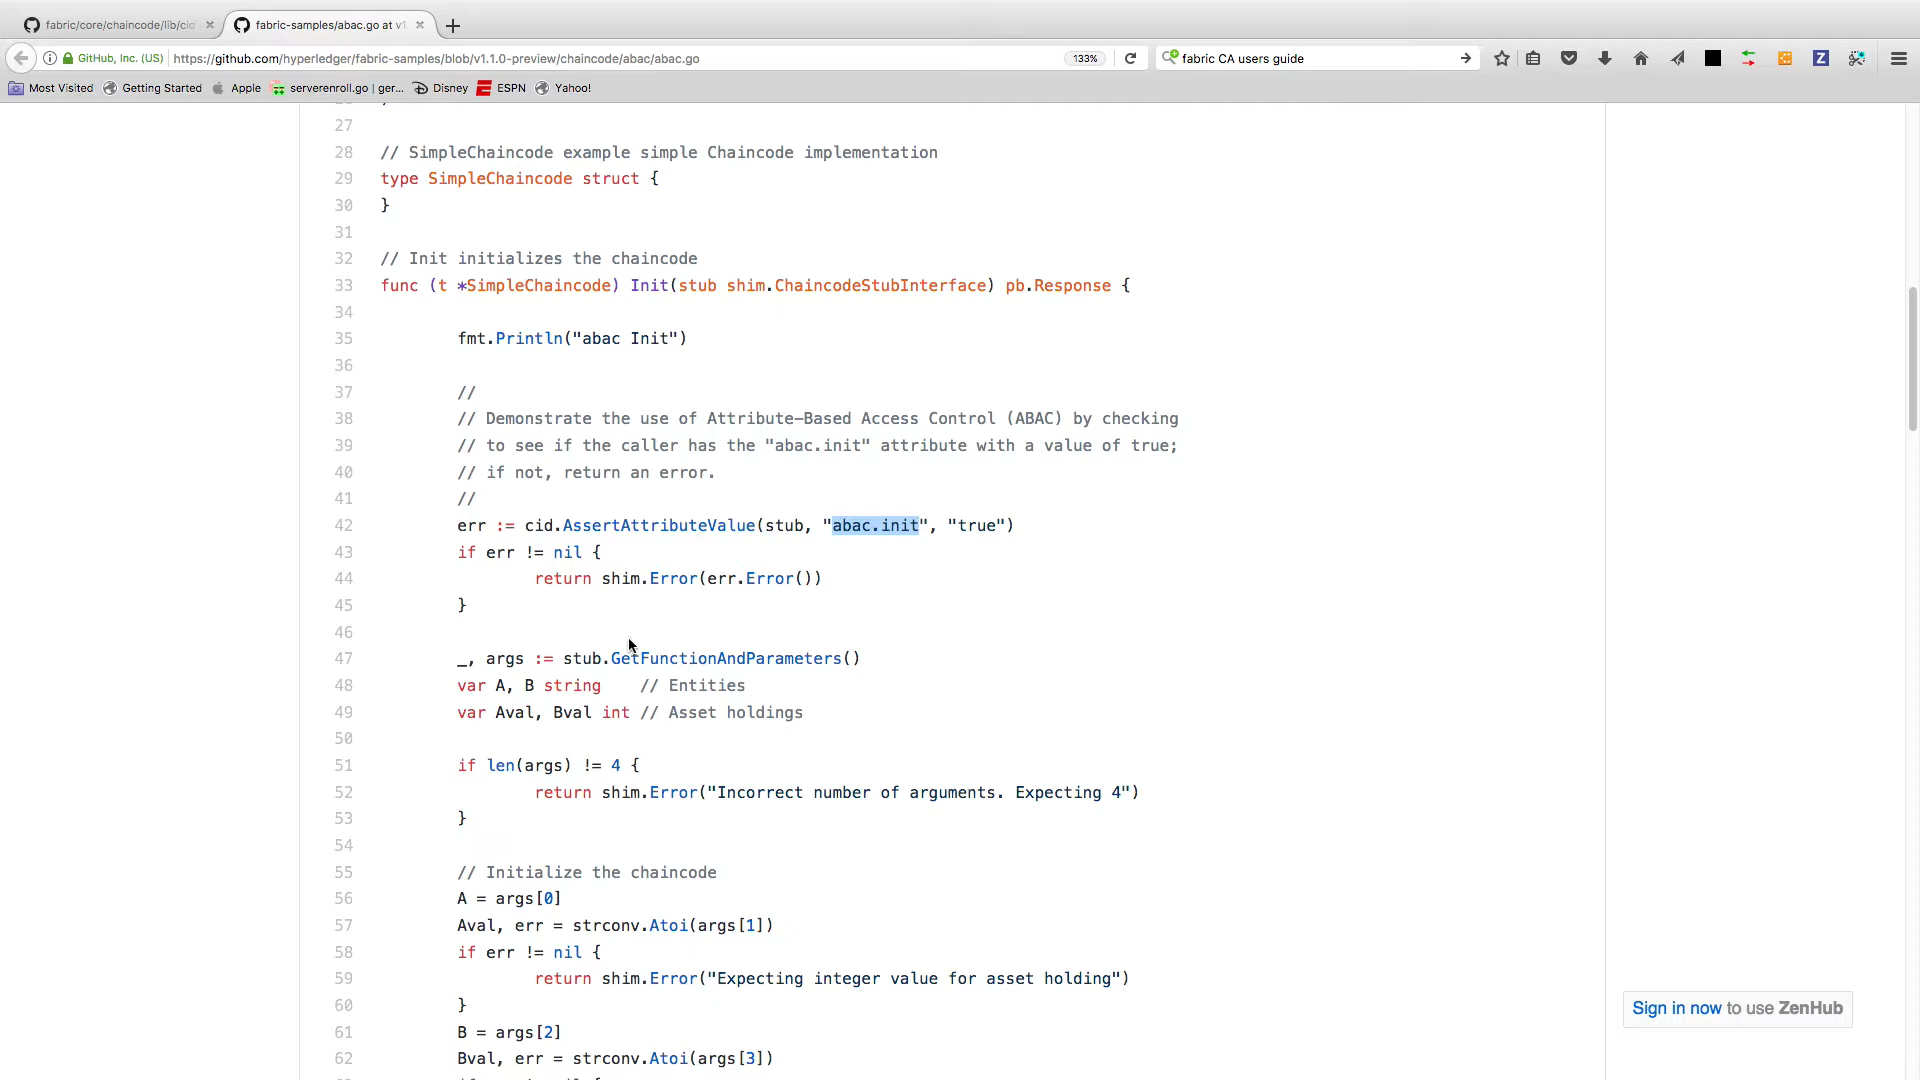 fabric/core/chaincode/lib/cid
fabric-samples/abac.go at v1
GitHub, Inc. (US)
https://github.com/hyperledger/fabric-samples/blob/v1.1.0-preview/chaincode/abac/abac.go
133%
fabric CA users guide
Most Visited
Getting Started
Apple
serverenroll.go | ger...
Disney
ESPN
Yahoo!
27
28 // SimpleChaincode example simple Chaincode implementation
29 type SimpleChaincode struct {
30 }
31
32 // Init initializes the chaincode
33 func (t *SimpleChaincode) Init(stub shim.ChaincodeStubInterface) pb.Response {
34
35 fmt.Println("abac Init")
36
37 //
38 // Demonstrate the use of Attribute-Based Access Control (ABAC) by checking
39 // to see if the caller has the "abac.init" attribute with a value of true;
40 // if not, return an error.
41 //
42 err := cid.AssertAttributeValue(stub, "abac.init", "true")
43 if err != nil {
44 return shim.Error(err.Error())
45 }
46
47 _, args := stub.GetFunctionAndParameters()
48 var A, B string // Entities
49 var Aval, Bval int // Asset holdings
50
51 if len(args) != 4 {
52 return shim.Error("Incorrect number of arguments. Expecting 4")
53 }
54
55 // Initialize the chaincode
56 A = args[0]
57 Aval, err = strconv.Atoi(args[1])
58 if err != nil {
59 return shim.Error("Expecting integer value for asset holding")
60 }
61 B = args[2]
62 Bval, err = strconv.Atoi(args[3])
Sign in now to use ZenHub